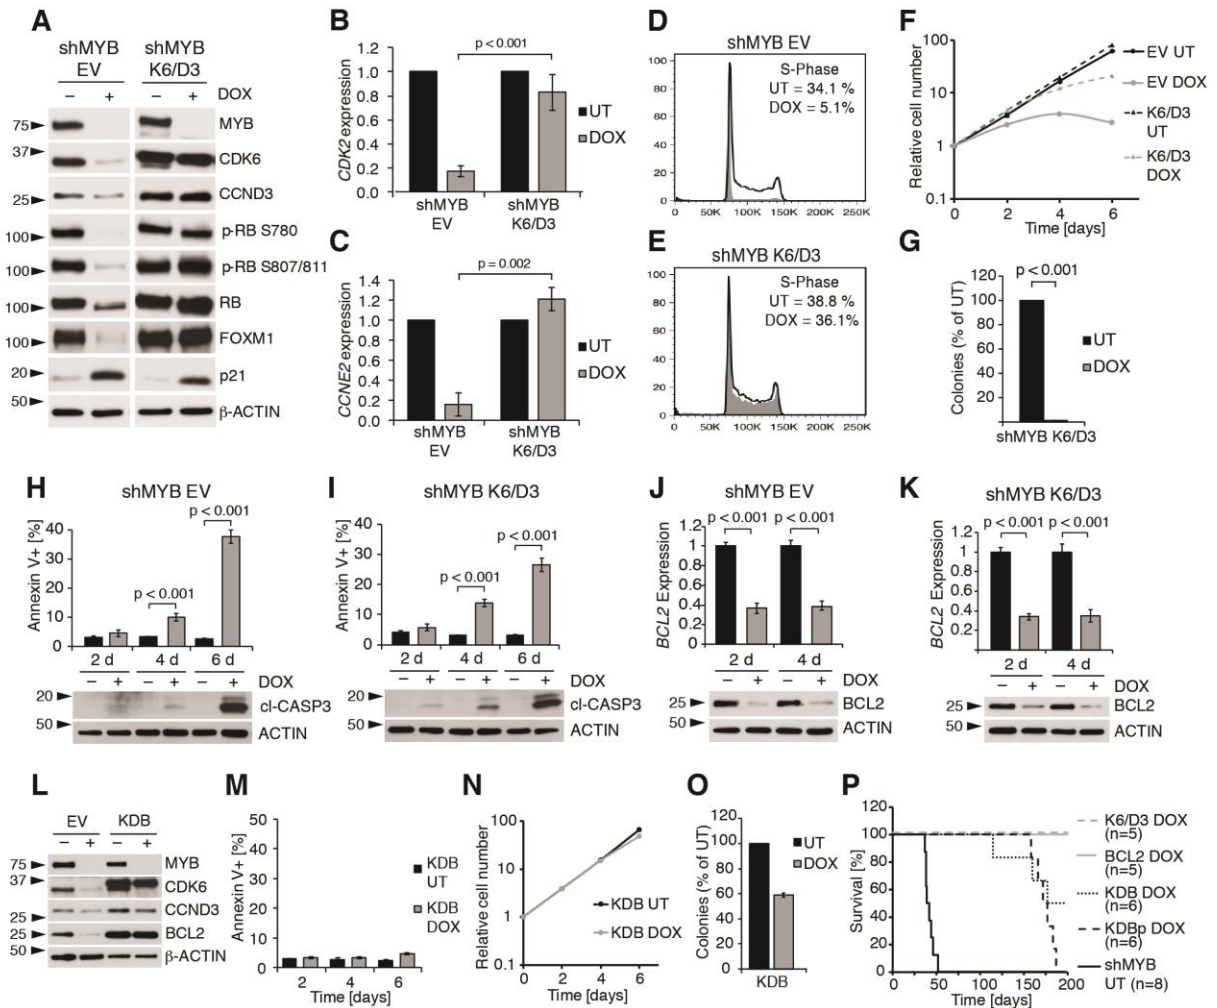 A
shMYB EV
shMYB K6/D3
– + – + DOX
75 MYB
37 CDK6
25 CCND3
100 p-RB S780
100 p-RB S807/811
100 RB
100 FOXM1
20 p21
50 β-ACTIN
B
p < 0.001
CDK2 expression
1.2
1.0
0.8
0.6
0.4
0.2
0.0
UT
DOX
shMYB EV
shMYB K6/D3
C
p = 0.002
CCNE2 expression
1.4
1.2
1.0
0.8
0.6
0.4
0.2
0.0
UT
DOX
shMYB EV
shMYB K6/D3
D
shMYB EV
S-Phase
UT = 34.1 %
DOX = 5.1%
100
80
60
40
20
0
0 50K 100K 150K 200K 250K
E
shMYB K6/D3
S-Phase
UT = 38.8 %
DOX = 36.1%
100
80
60
40
20
0
0 50K 100K 150K 200K 250K
F
Relative cell number
100
10
1
0.1
0 2 4 6
Time [days]
EV UT
EV DOX
K6/D3 UT
K6/D3 DOX
G
Colonies (% of UT)
p < 0.001
120
100
80
60
40
20
UT
DOX
shMYB K6/D3
H
shMYB EV
Annexin V+ [%]
40
30
20
10
0
p < 0.001
p < 0.001
2 d 4 d 6 d
– + – + – + DOX
20 cl-CASP3
50 ACTIN
I
shMYB K6/D3
Annexin V+ [%]
40
30
20
10
0
p < 0.001
p < 0.001
2 d 4 d 6 d
– + – + – + DOX
20 cl-CASP3
50 ACTIN
J
shMYB EV
BCL2 Expression
p < 0.001 p < 0.001
1.2
1
0.8
0.6
0.4
0.2
2 d 4 d
– + – + DOX
25 BCL2
50 ACTIN
K
shMYB K6/D3
BCL2 Expression
p < 0.001 p < 0.001
1.2
1
0.8
0.6
0.4
0.2
2 d 4 d
– + – + DOX
25 BCL2
50 ACTIN
L
EV KDB
– + – +
75 MYB
37 CDK6
25 CCND3
25 BCL2
50 β-ACTIN
M
Annexin V+ [%]
50
40
30
20
10
0
2 4 6
Time [days]
KDB UT
KDB DOX
N
Relative cell number
100
10
1
0.1
0 2 4 6
Time [days]
KDB UT
KDB DOX
O
Colonies (% of UT)
120
100
80
60
40
20
0
UT
DOX
KDB
P
Survival [%]
120
100
80
60
40
20
0
0 50 100 150 200
Time [days]
K6/D3 DOX
(n=5)
BCL2 DOX
(n=5)
KDB DOX
(n=6)
KDBp DOX
(n=6)
shMYB
UT (n=8)